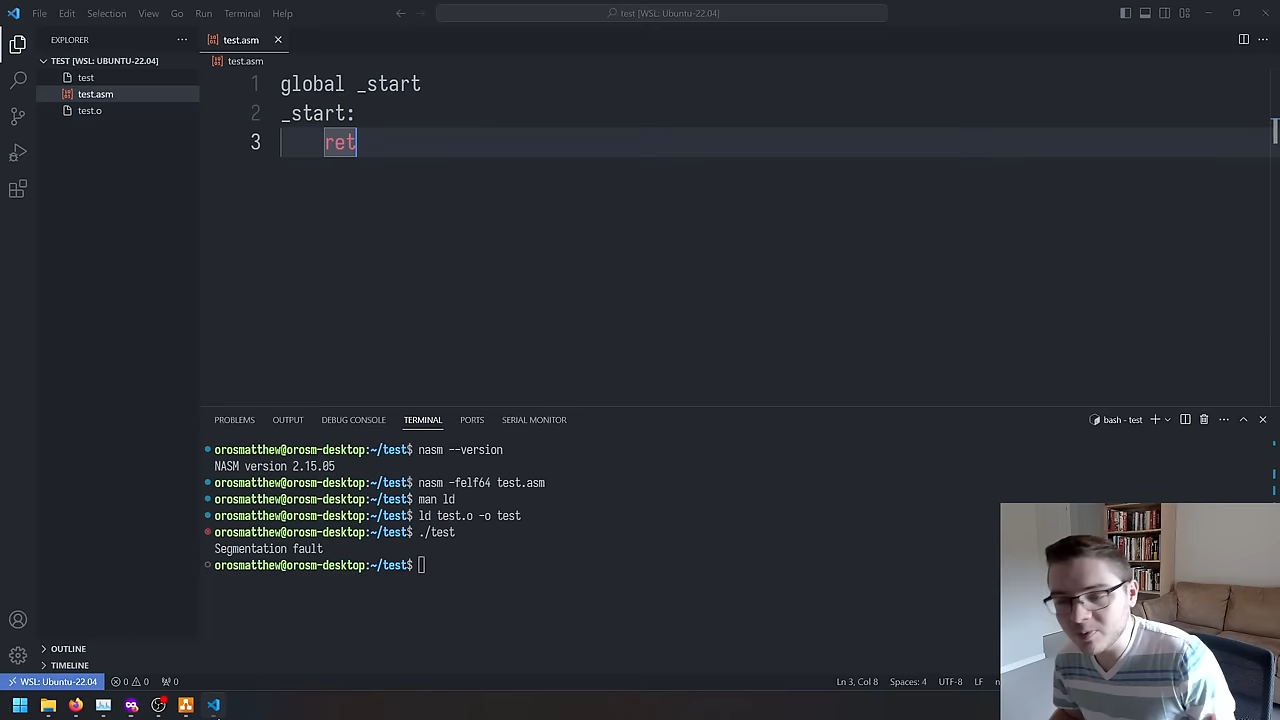 File Edit Selection View Go Run Terminal Help
test [WSL: Ubuntu-22.04]
EXPLORER
test.asm
TEST [WSL: UBUNTU-22.04]
test.asm
test
test.asm
test.o
1 global _start
2 _start:
3 ret
PROBLEMS OUTPUT DEBUG CONSOLE TERMINAL PORTS SERIAL MONITOR
bash - test
orosmatthew@orosm-desktop:~/test$ nasm --version
NASM version 2.15.05
orosmatthew@orosm-desktop:~/test$ nasm -felf64 test.asm
orosmatthew@orosm-desktop:~/test$ man ld
orosmatthew@orosm-desktop:~/test$ ld test.o -o test
orosmatthew@orosm-desktop:~/test$ ./test
Segmentation fault
orosmatthew@orosm-desktop:~/test$
OUTLINE
TIMELINE
WSL: Ubuntu-22.04 0 0 0
Ln 3, Col 8 Spaces: 4 UTF-8 LF